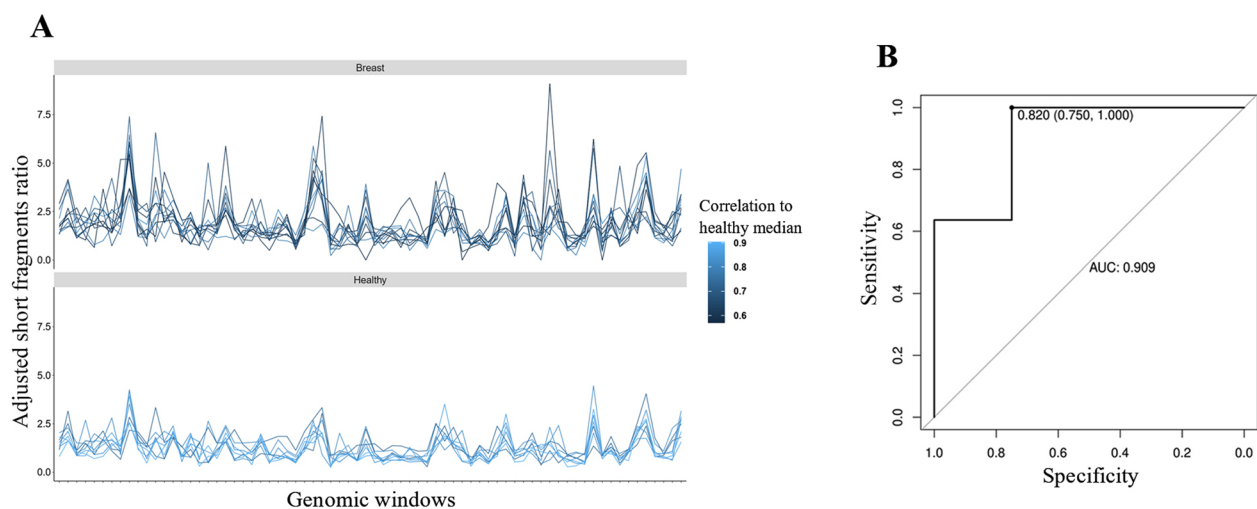 A
Breast
7.5
5.0
2.5
0.0
Healthy
7.5
5.0
2.5
0.0
Adjusted short fragments ratio
Genomic windows
Correlation to
healthy median
0.9
0.8
0.7
0.6
B
1.0
0.8
0.6
0.4
0.2
0.0
Sensitivity
0.820 (0.750, 1.000)
AUC: 0.909
1.0 0.8 0.6 0.4 0.2 0.0
Specificity